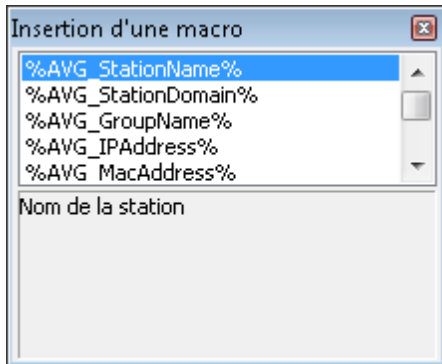 Insertion d'une macro
%AVG_StationName%
%AVG_StationDomain%
%AVG_GroupName%
%AVG_IPAddress%
%AVG_MacAddress%
Nom de la station